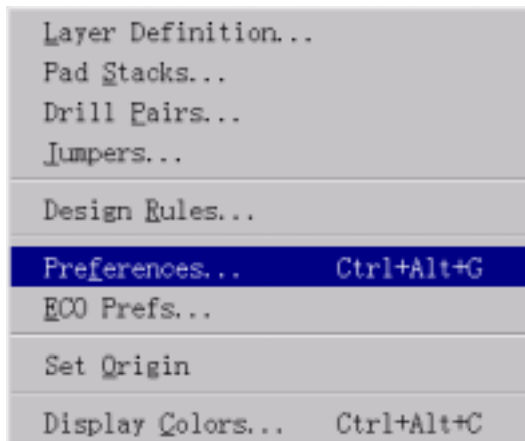 Layer Definition...
Pad Stacks...
Drill Pairs...
Jumpers...
Design Rules...
Preferences... Ctrl+Alt+G
ECO Prefs...
Set Origin
Display Colors... Ctrl+Alt+C